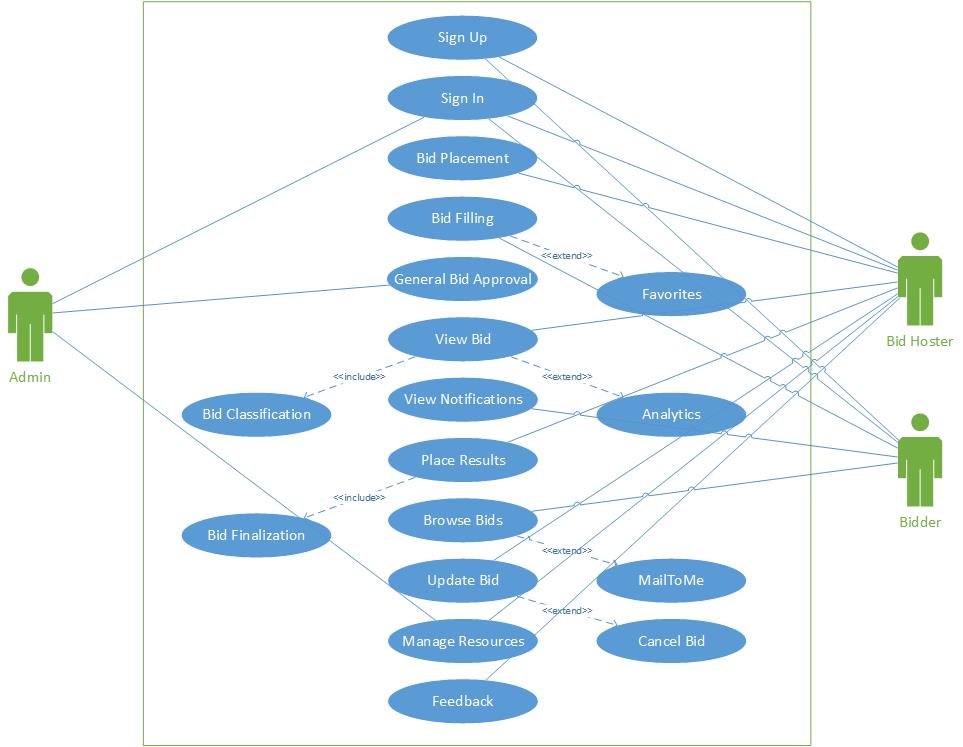 Sign Up
Sign In
Bid Placement
Bid Filling
<<extend>>
General Bid Approval
Favorites
Bid Hoster
View Bid
Admin
<<include>>
<<extend>>
View Notifications
Bid Classification
Analytics
Place Results
<<include>>
Browse Bids
Bidder
Bid Finalization
<<extend>>
Update Bid
MailToMe
<<extend>>
Manage Resources
Cancel Bid
Feedback